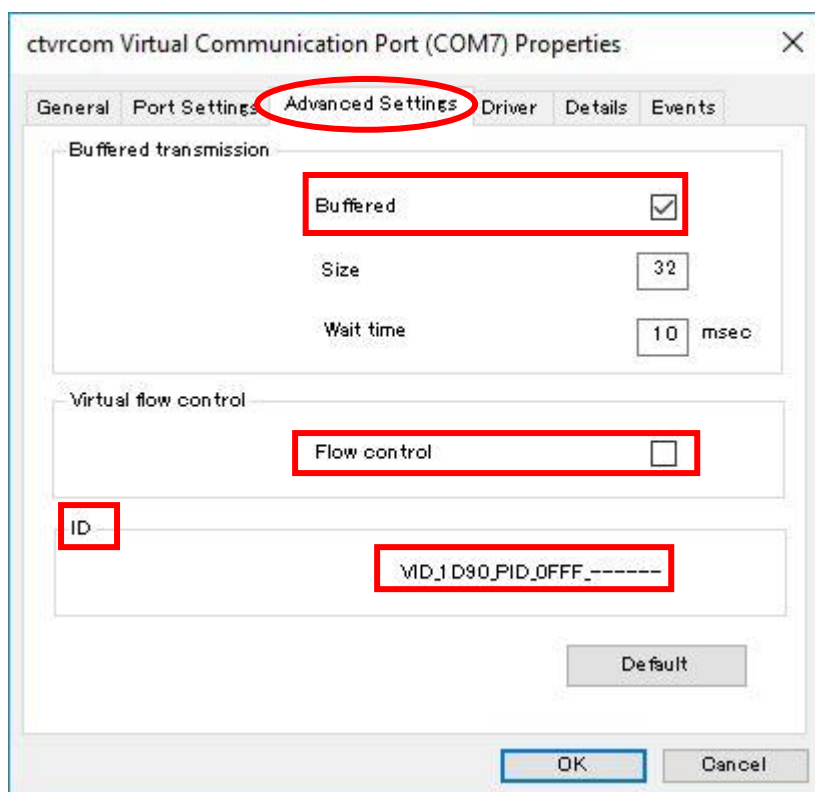 ctvrcom Virtual Communication Port (COM7) Properties
General Port Settings Advanced Settings Driver Details Events
Buffered transmission
Buffered
Size 32
Wait time 10 msec
Virtual flow control
Flow control
ID
VID_1D90_PID_0FFF_------
Default
OK Cancel